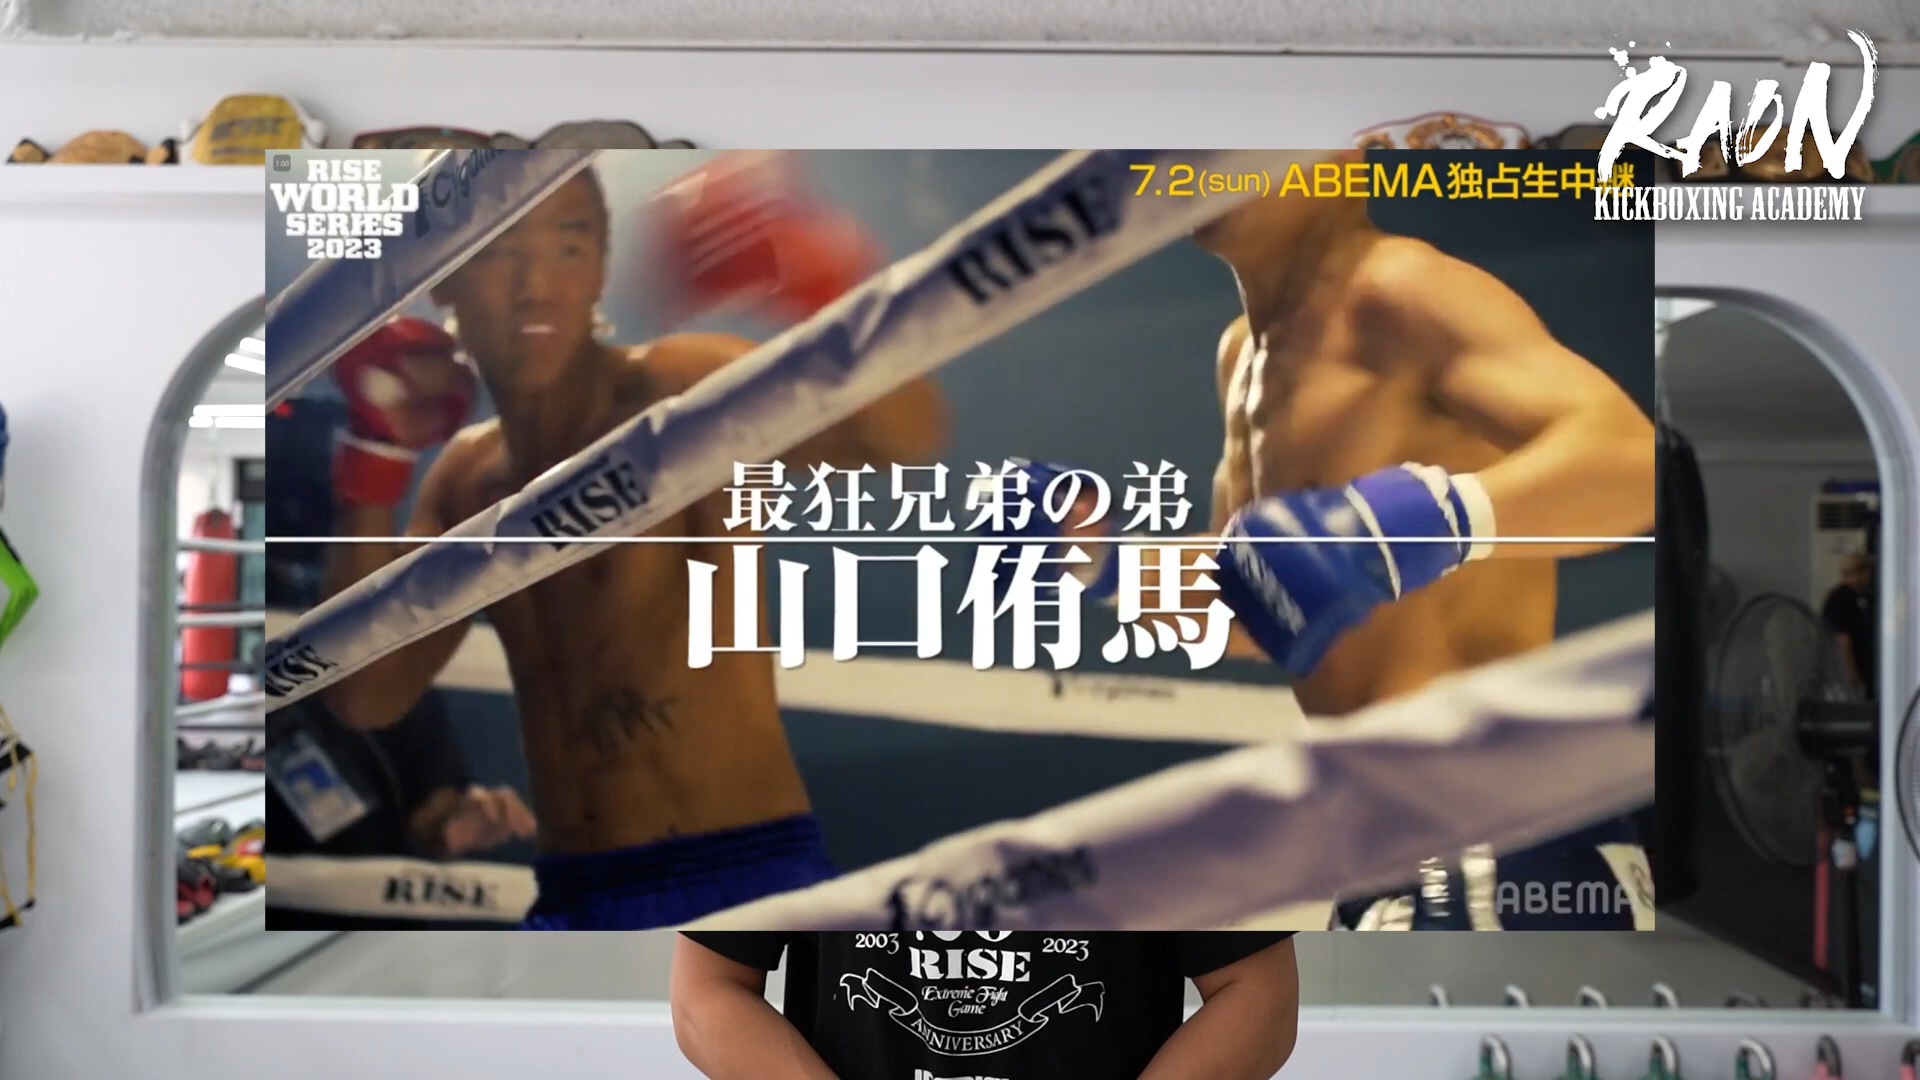 RAON
KICKBOXING ACADEMY
RISE
WORLD
SERIES
2023
7.2(sun) ABEMA独占生中継
RISE
RISE
RISE
RISE
最狂兄弟の弟
山口侑馬
Cygames
ABEMA
2003
2023
RISE
Extreme Fight
Game
ANNIVERSARY